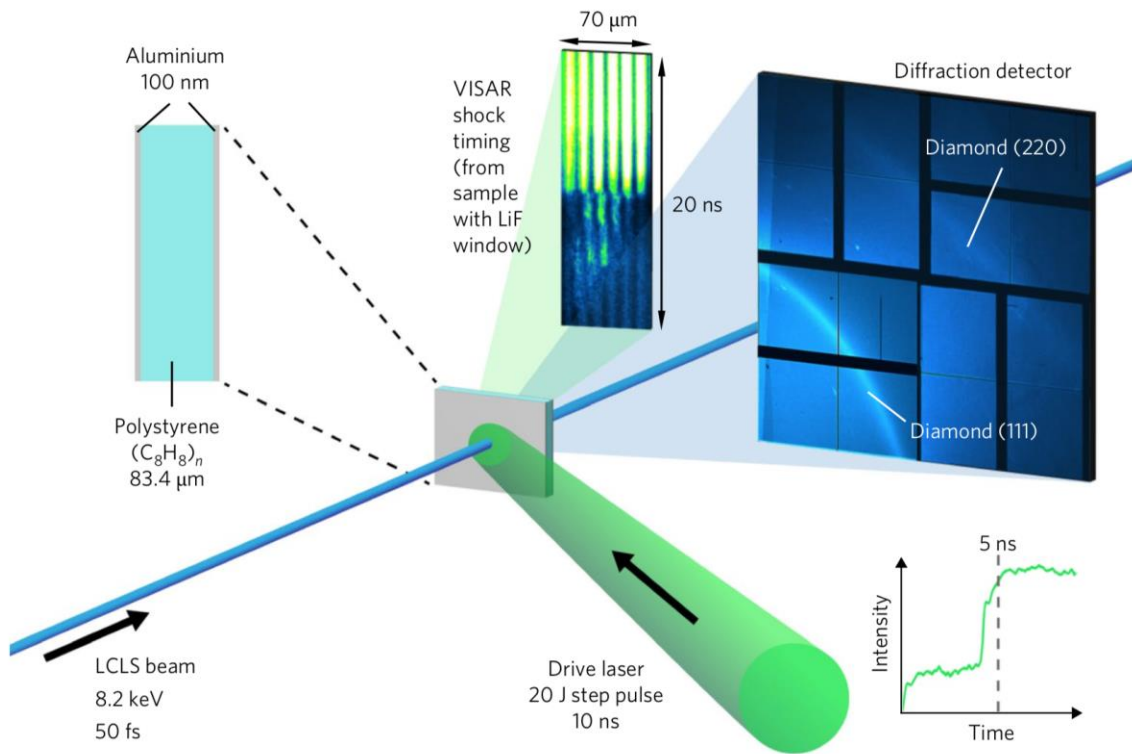 Aluminium
100 nm
Polystyrene
(C₈H₈)ₙ
83.4 μm
70 μm
VISAR
shock
timing
(from
sample
with LiF
window)
20 ns
Diffraction detector
Diamond (220)
Diamond (111)
LCLS beam
8.2 keV
50 fs
Drive laser
20 J step pulse
10 ns
5 ns
Intensity
Time